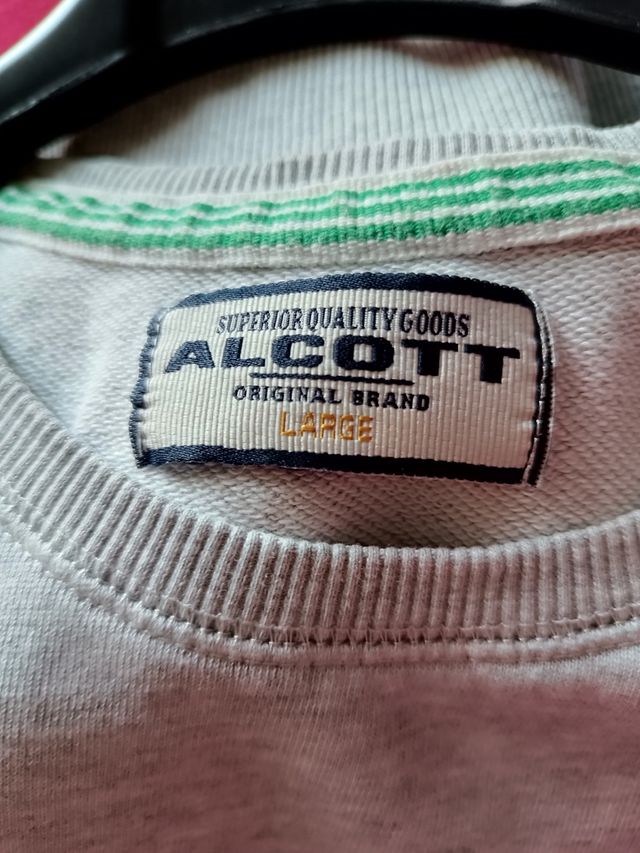 SUPERIOR QUALITY GOODS
ALCOTT
ORIGINAL BRAND
LARGE